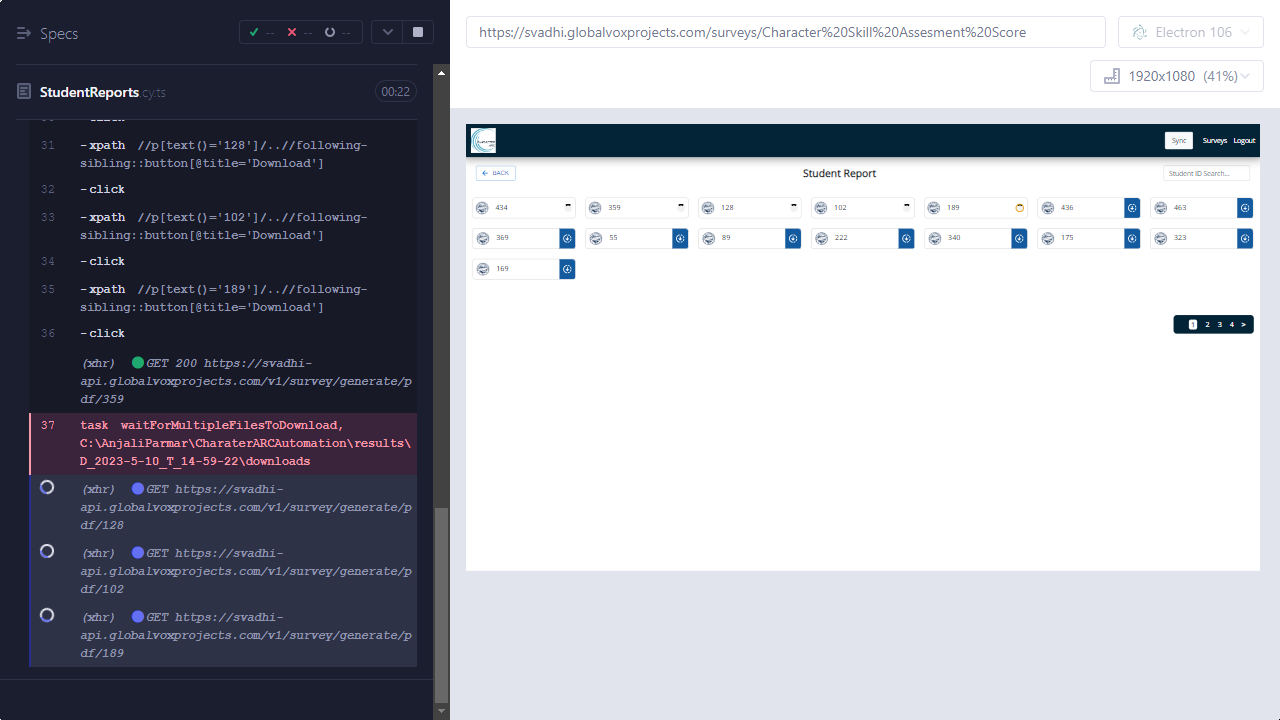 Specs
-- -- --
StudentReports.cy.ts 00:22
31 -xpath //p[text()='128']/..//following-
sibling::button[@title='Download']
32 -click
33 -xpath //p[text()='102']/..//following-
sibling::button[@title='Download']
34 -click
35 -xpath //p[text()='189']/..//following-
sibling::button[@title='Download']
36 -click
(xhr) GET 200 https://svadhi-
api.globalvoxprojects.com/v1/survey/generate/p
df/359
37 task waitForMultipleFilesToDownload,
C:\AnjaliParmar\CharaterARCAutomation\results\
D_2023-5-10_T_14-59-22\downloads
(xhr) GET https://svadhi-
api.globalvoxprojects.com/v1/survey/generate/p
df/128
(xhr) GET https://svadhi-
api.globalvoxprojects.com/v1/survey/generate/p
df/102
(xhr) GET https://svadhi-
api.globalvoxprojects.com/v1/survey/generate/p
df/189
https://svadhi.globalvoxprojects.com/surveys/Character%20Skill%20Assesment%20Score
Electron 106
1920x1080 (41%)
Sync Surveys Logout
BACK Student Report Student ID Search...
434 359 128 102 189 436 463
369 55 89 222 340 175 323
169
1 2 3 4 >